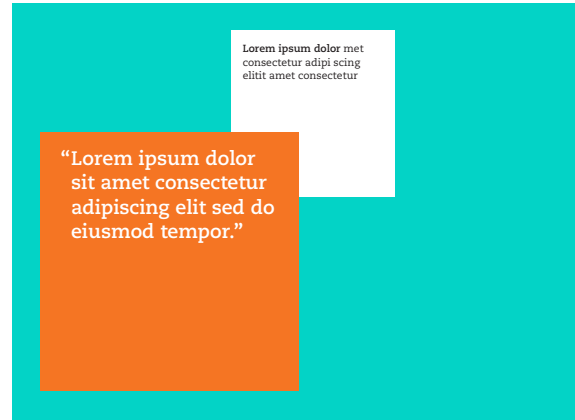 Lorem ipsum dolor met
consectetur adipi scing
elitit amet consectetur
“Lorem ipsum dolor
sit amet consectetur
adipiscing elit sed do
eiusmod tempor.”